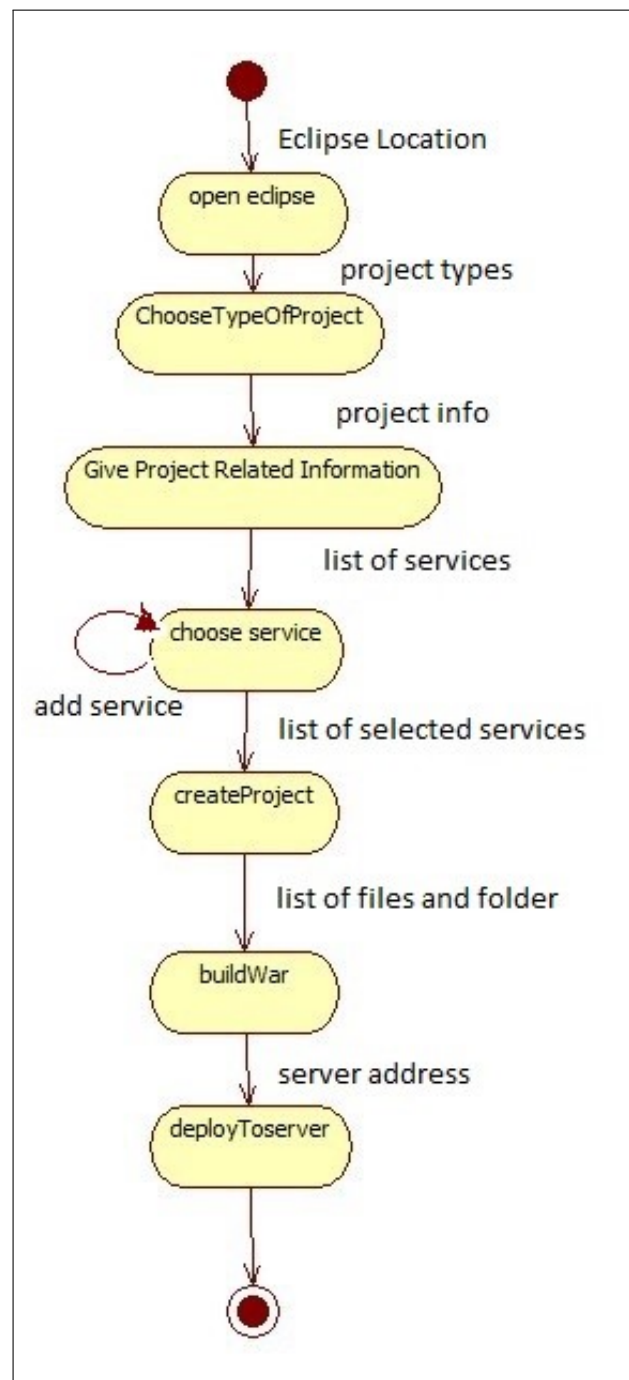 Eclipse Location
open eclipse
project types
ChooseTypeOfProject
project info
Give Project Related Information
list of services
choose service
add service
list of selected services
createProject
list of files and folder
buildWar
server address
deployToserver